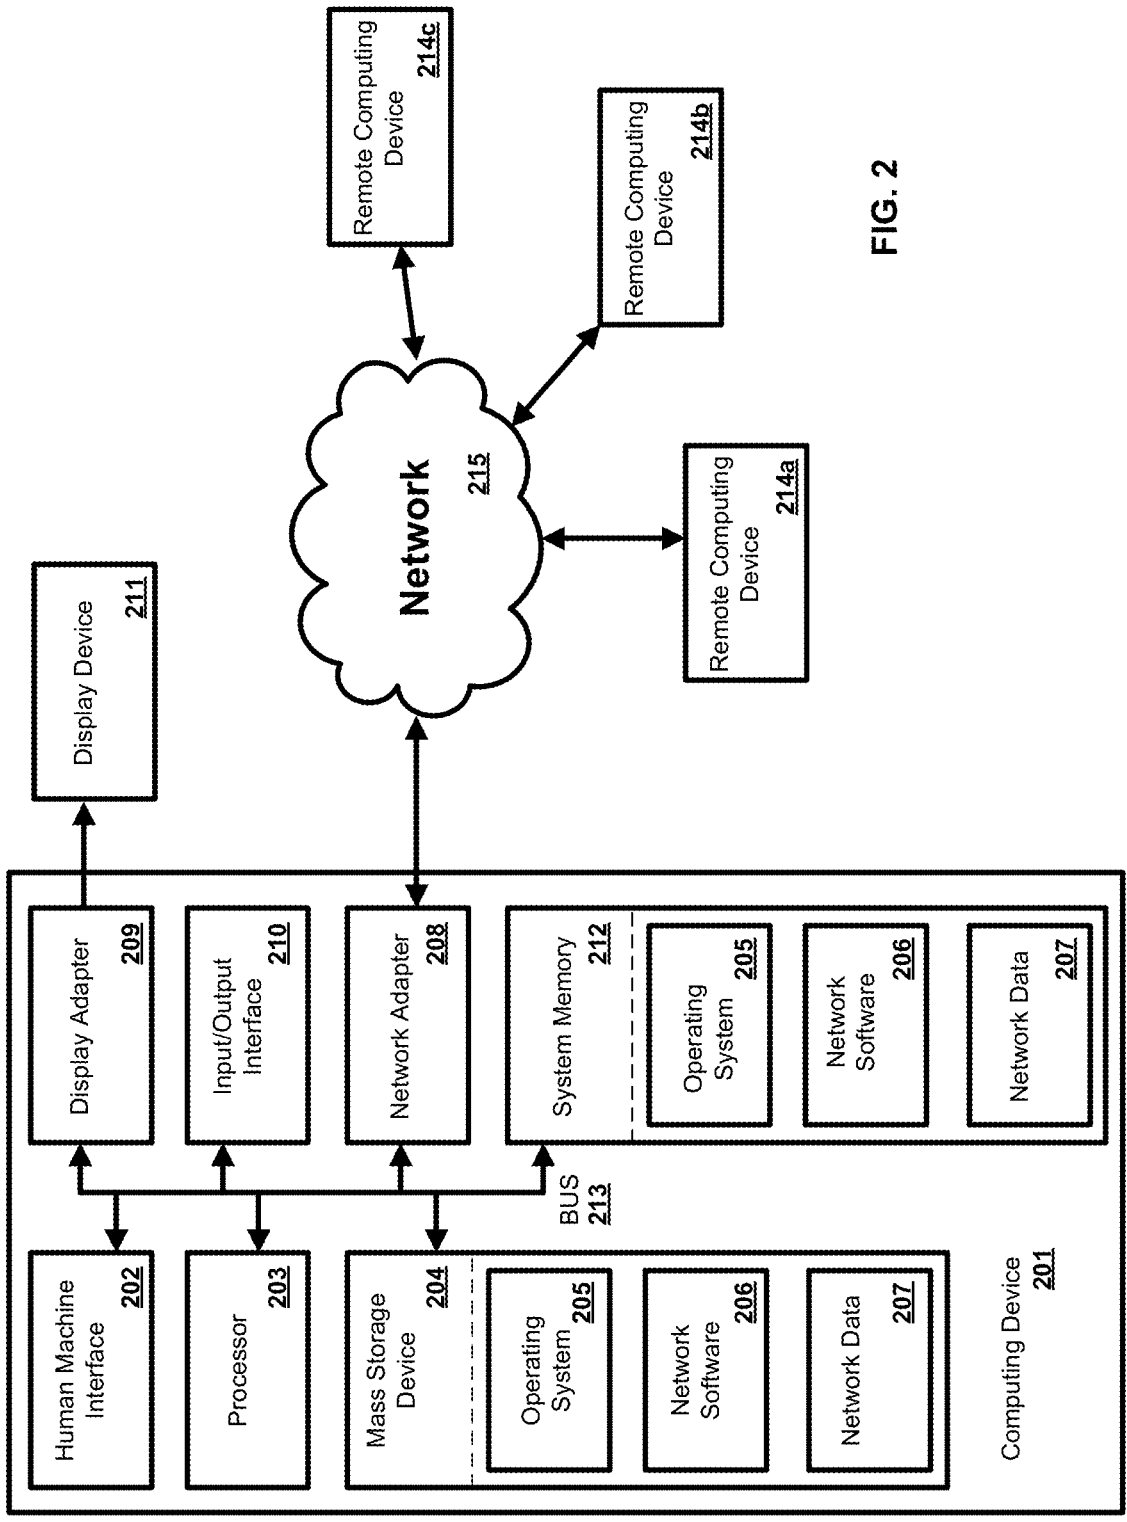 Human Machine
Interface
202
Processor
203
Mass Storage
Device
204
Operating
System
205
Network
Software
206
Network Data
207
Display Adapter
209
Input/Output
Interface
210
Network Adapter
208
System Memory
212
Operating
System
205
Network
Software
206
Network Data
207
BUS
213
Computing Device
201
Display Device
211
Network
215
Remote Computing
Device
214a
Remote Computing
Device
214b
Remote Computing
Device
214c
FIG. 2